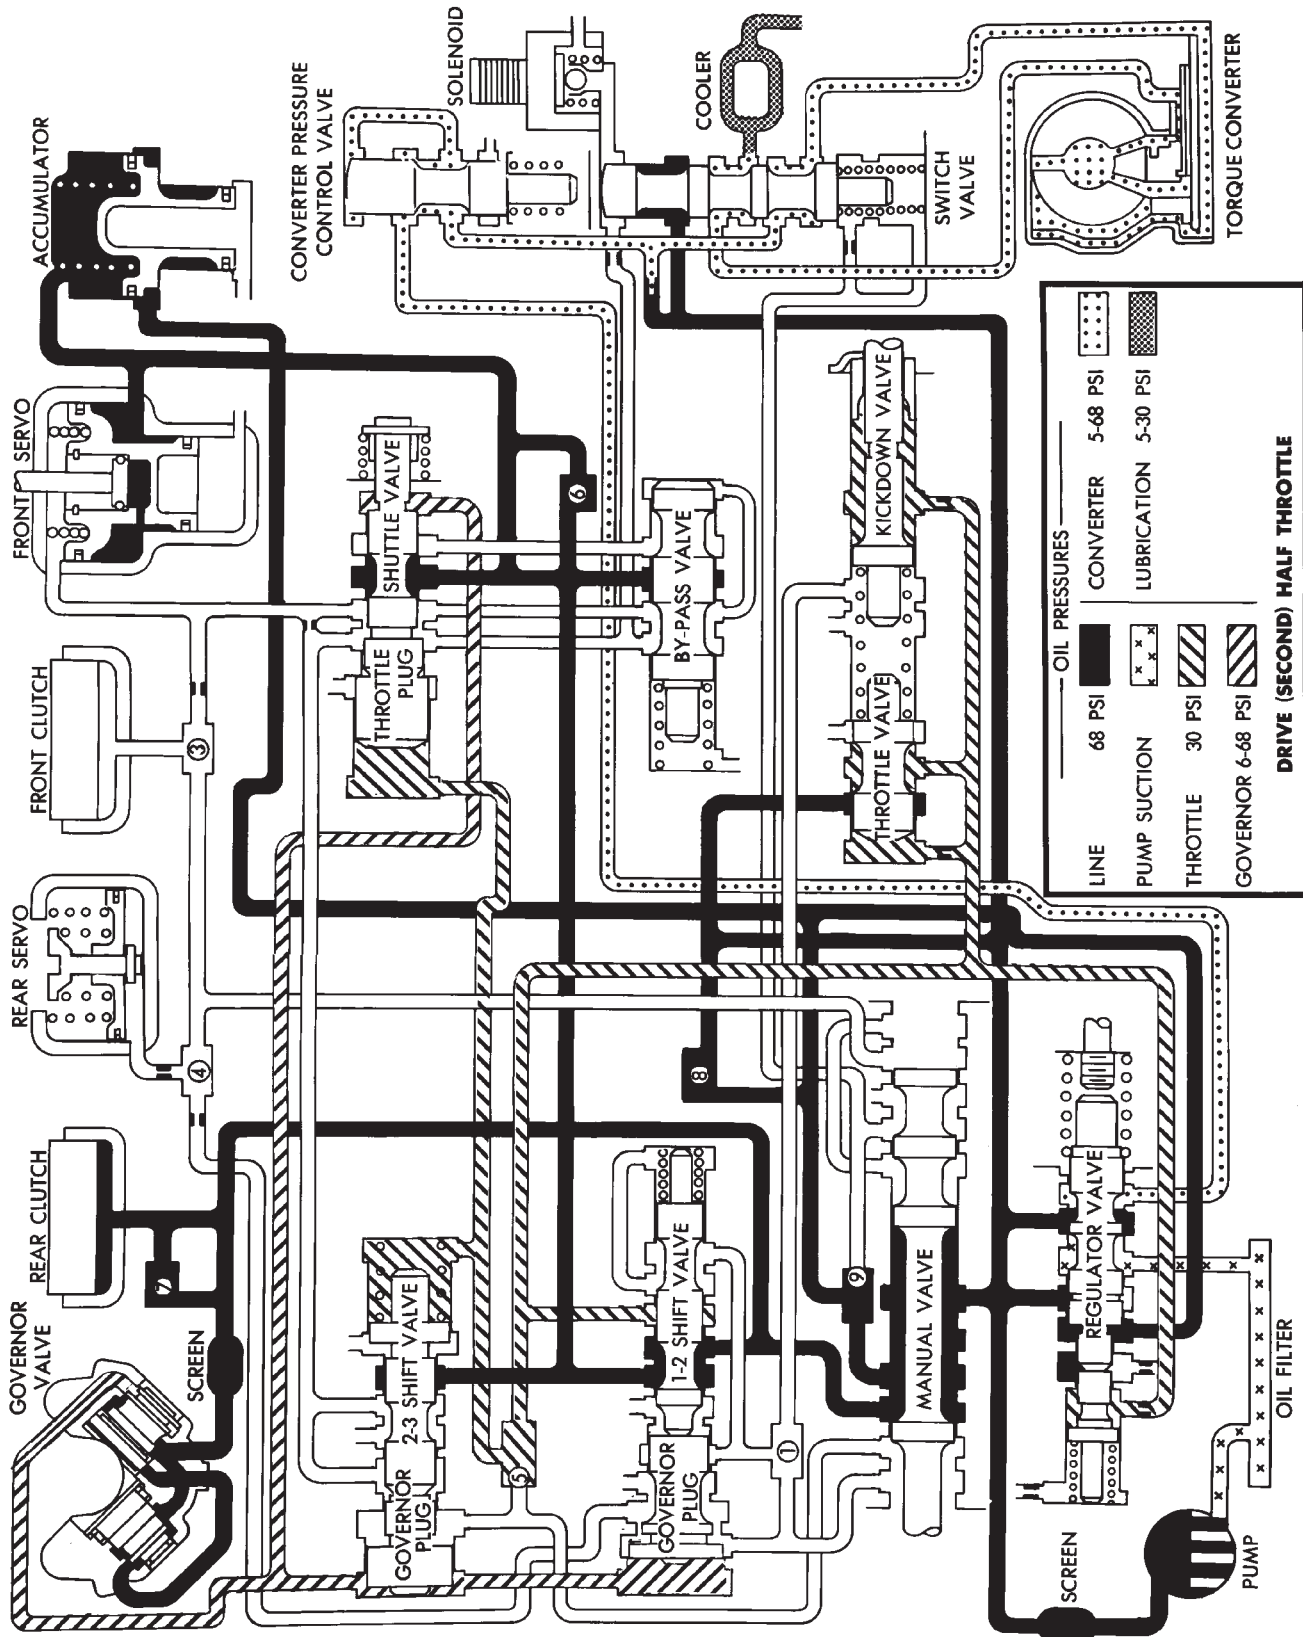 GOVERNOR
VALVE
REAR CLUTCH
REAR SERVO
FRONT CLUTCH
FRONT SERVO
ACCUMULATOR
SCREEN
7
4
3
CONVERTER PRESSURE
CONTROL VALVE
SOLENOID
GOVERNOR
PLUG
2-3 SHIFT VALVE
THROTTLE
PLUG
SHUTTLE VALVE
5
6
GOVERNOR
PLUG
1-2 SHIFT VALVE
8
BY-PASS VALVE
COOLER
1
9
THROTTLE VALVE
KICKDOWN VALVE
SWITCH
VALVE
MANUAL VALVE
SCREEN
REGULATOR VALVE
PUMP
OIL FILTER
TORQUE CONVERTER
OIL PRESSURES
LINE 68 PSI
CONVERTER 5-68 PSI
PUMP SUCTION
LUBRICATION 5-30 PSI
THROTTLE 30 PSI
GOVERNOR 6-68 PSI
DRIVE (SECOND) HALF THROTTLE